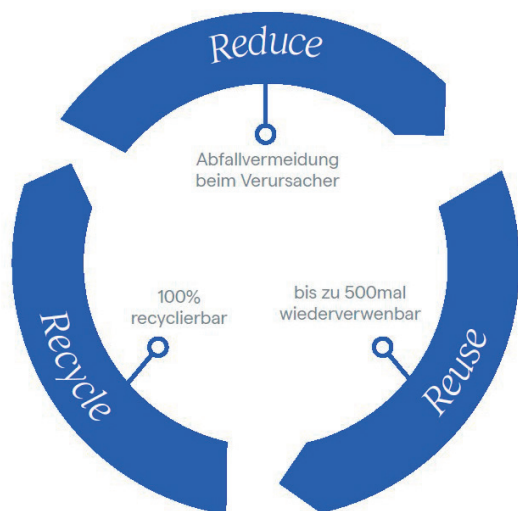 Reduce
Abfallvermeidung
beim Verursacher
100%
recyclierbar
bis zu 500mal
wiederverwenbar
Recycle
Reuse